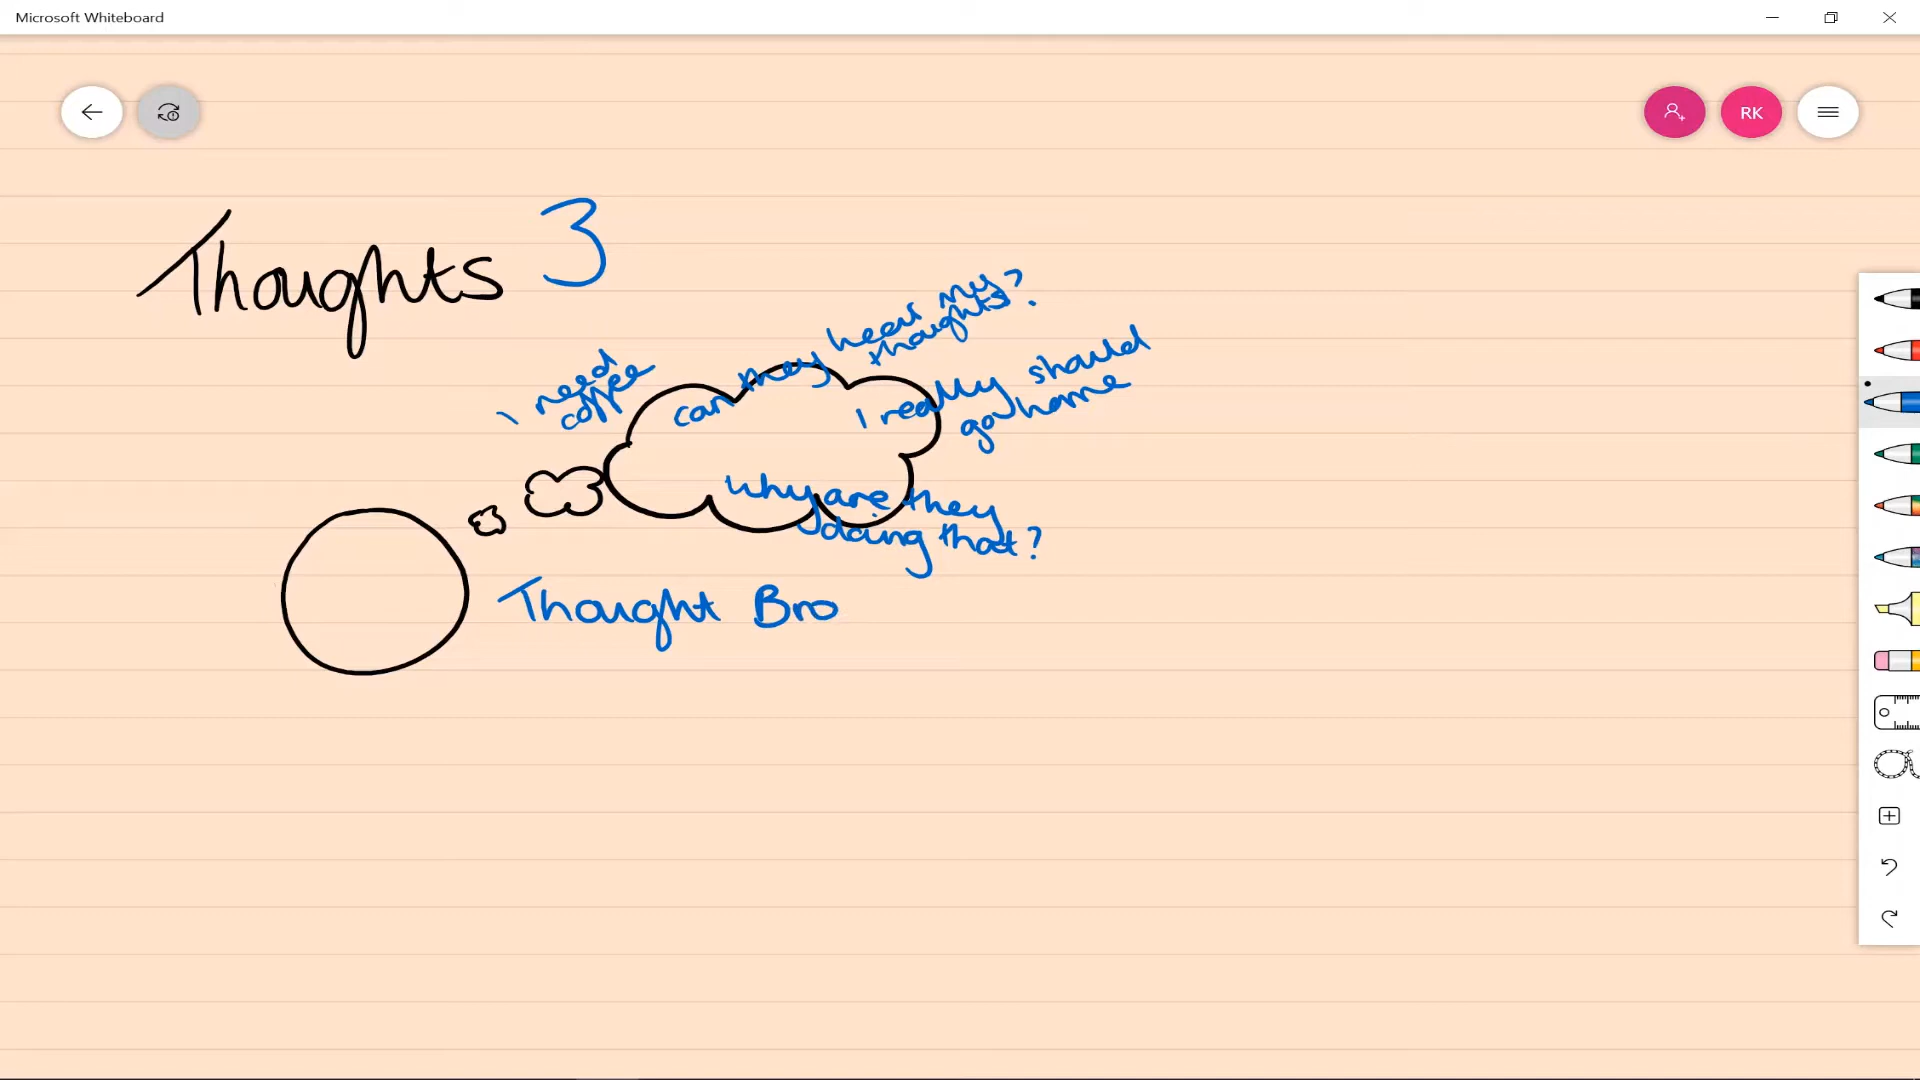 Microsoft Whiteboard
RK
Thoughts 3
I need
coffee
can they hear my
thoughts?
I really should
go home
why are they
doing that?
Thought Bro